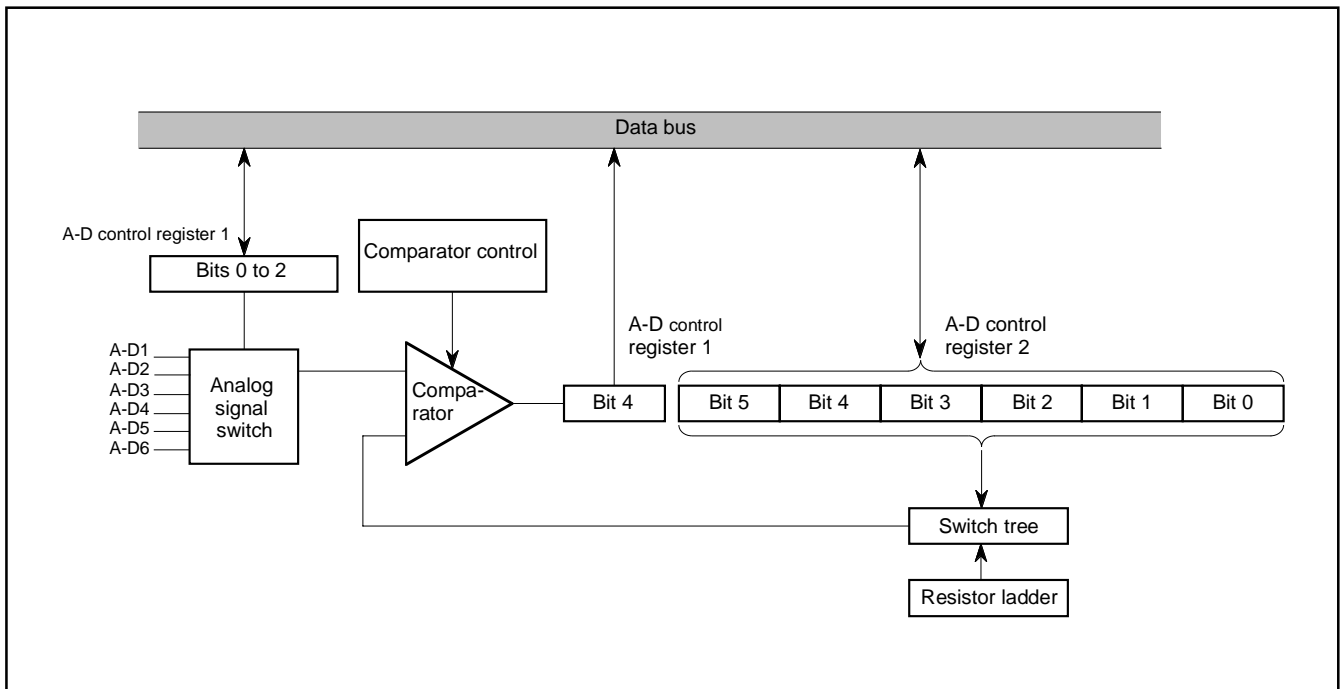 Data bus
A-D control register 1
Bits 0 to 2
Comparator control
A-D control
register 1
A-D control
register 2
A-D1
A-D2
A-D3
A-D4
A-D5
A-D6
Analog
signal
switch
Compa-
rator
Bit 4
Bit 5
Bit 4
Bit 3
Bit 2
Bit 1
Bit 0
Switch tree
Resistor ladder